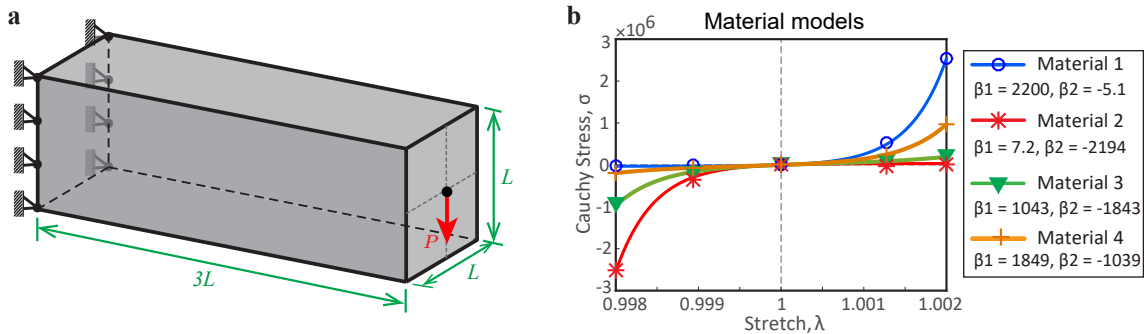 a
L
P
L
3L
b
Material models
×10⁶
3
2
1
0
-1
-2
-3
Cauchy Stress, σ
0.998
0.999
1
1.001
1.002
Stretch, λ
Material 1
β1 = 2200, β2 = -5.1
Material 2
β1 = 7.2, β2 = -2194
Material 3
β1 = 1043, β2 = -1843
Material 4
β1 = 1849, β2 = -1039